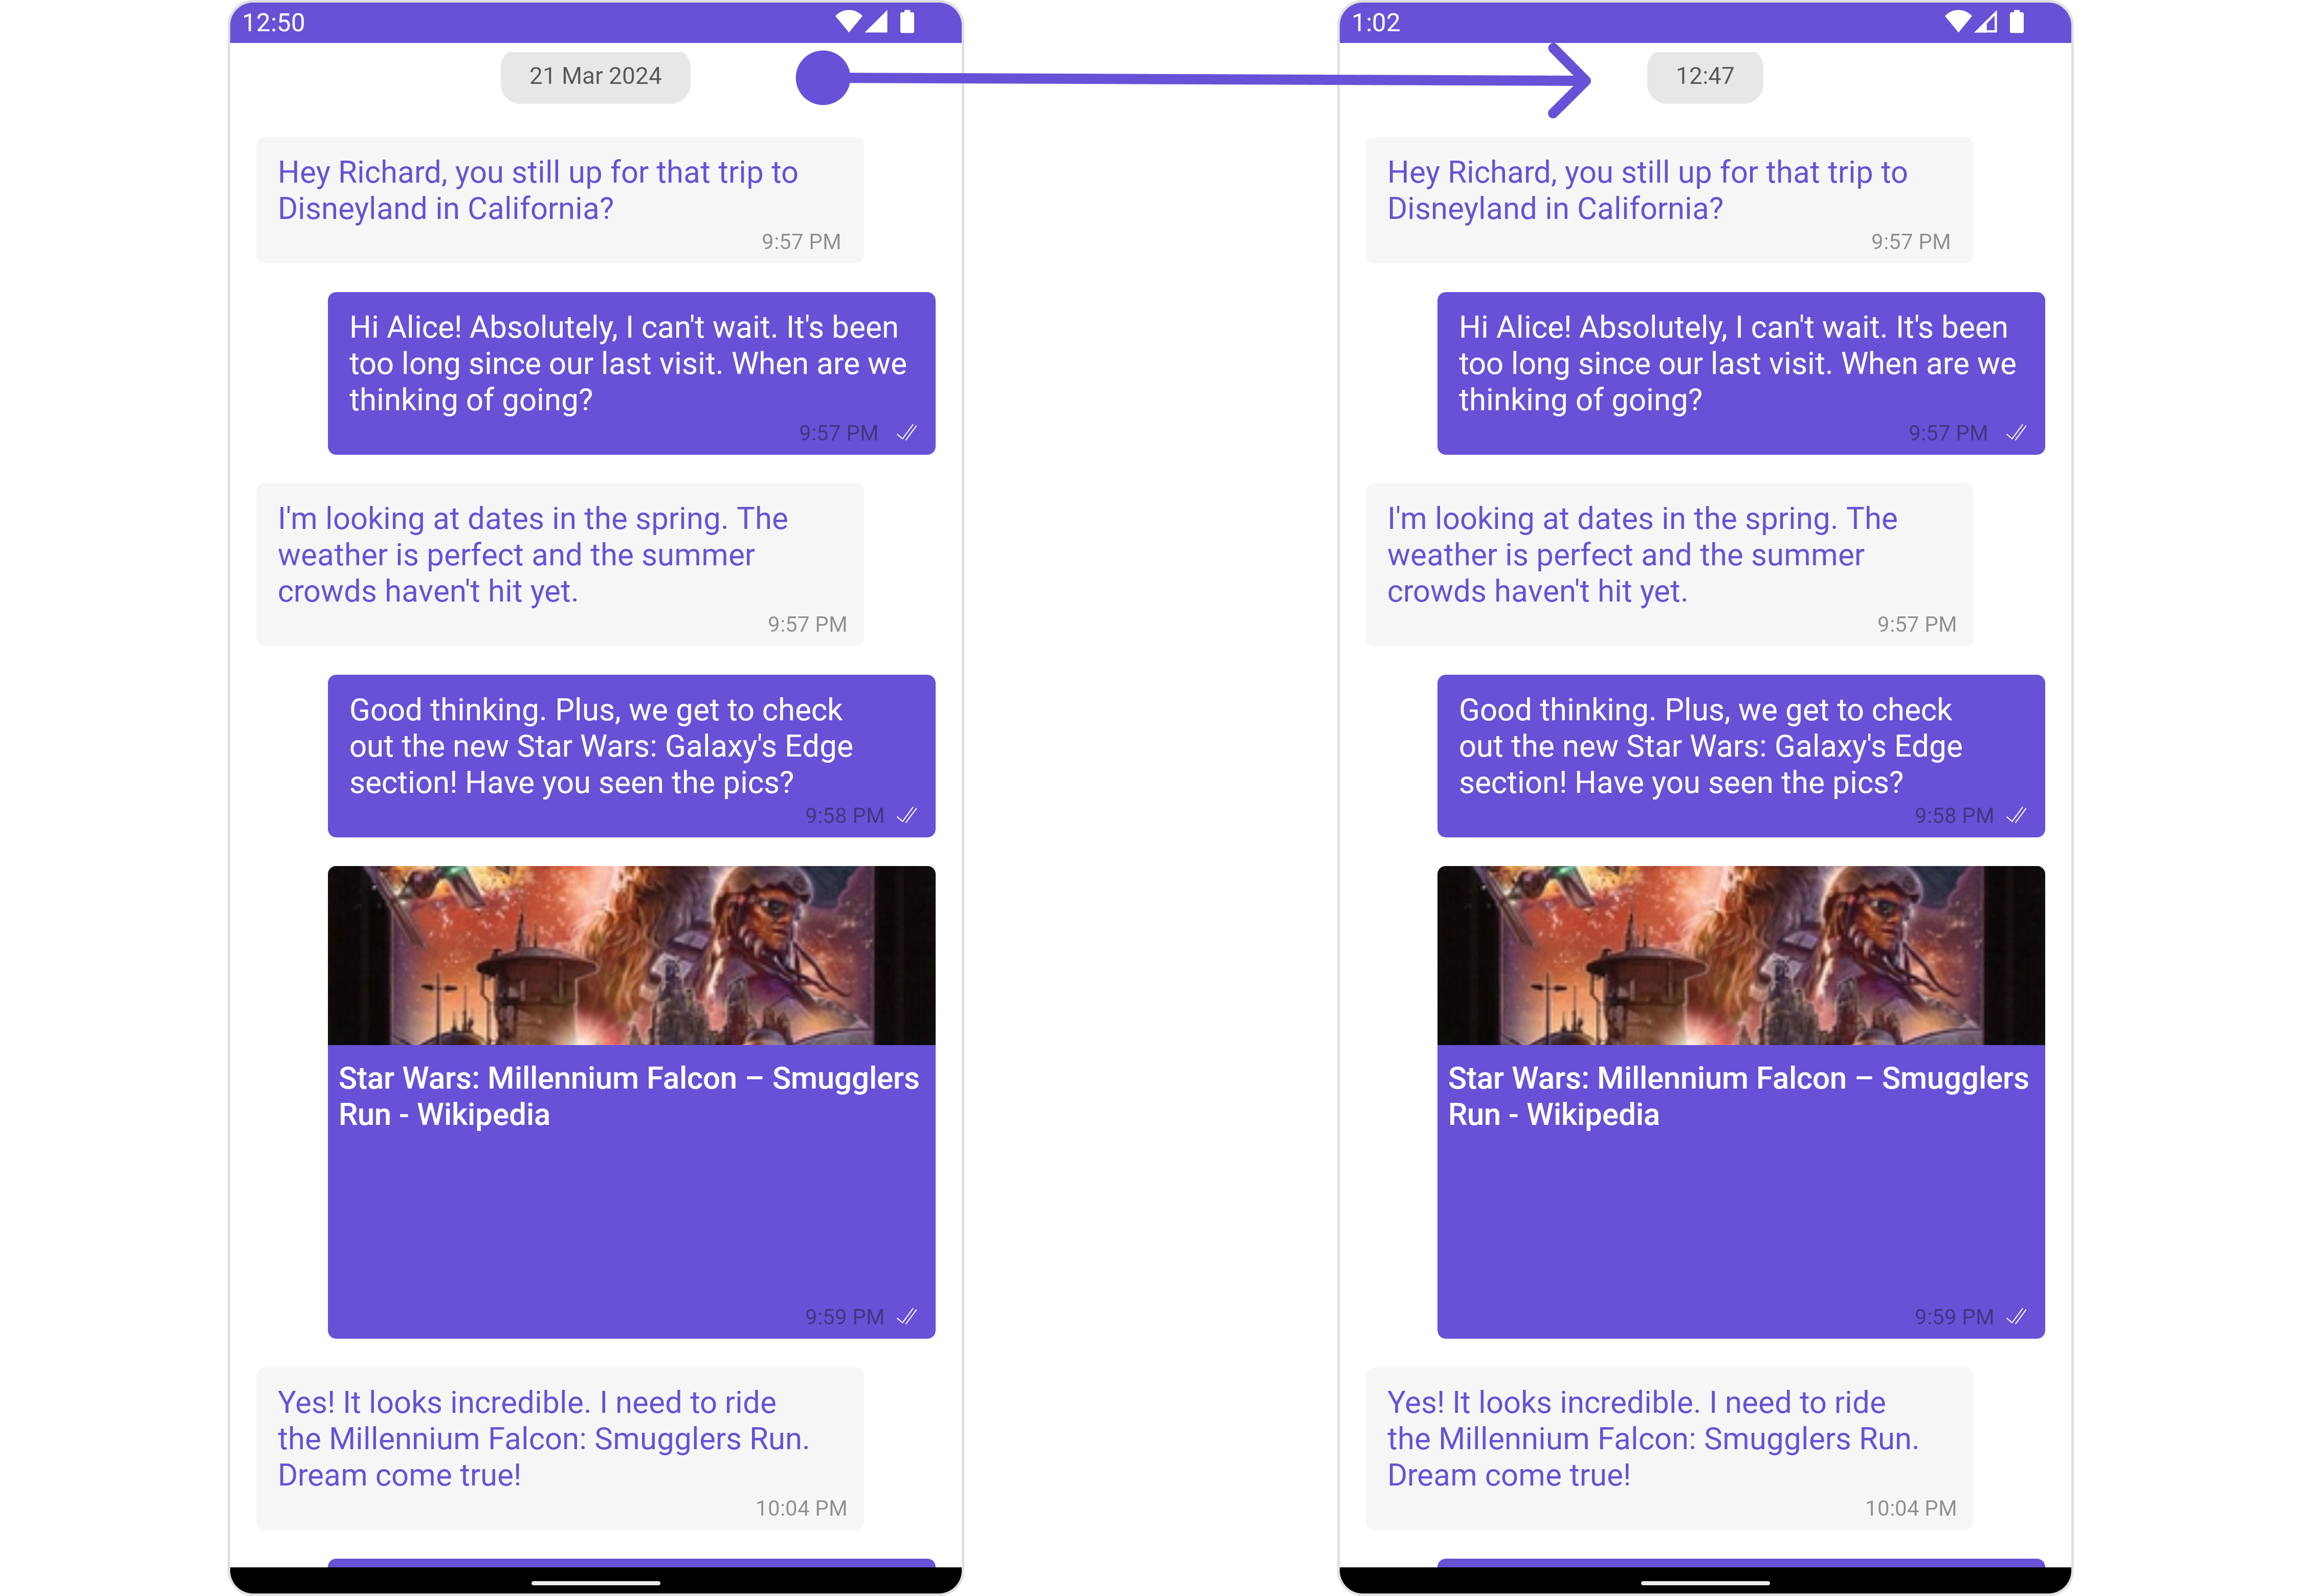 12:50
21 Mar 2024
Hey Richard, you still up for that trip to
Disneyland in California?
9:57 PM
Hi Alice! Absolutely, I can't wait. It's been
too long since our last visit. When are we
thinking of going?
9:57 PM
I'm looking at dates in the spring. The
weather is perfect and the summer
crowds haven't hit yet.
9:57 PM
Good thinking. Plus, we get to check
out the new Star Wars: Galaxy's Edge
section! Have you seen the pics?
9:58 PM
Star Wars: Millennium Falcon – Smugglers
Run - Wikipedia
9:59 PM
Yes! It looks incredible. I need to ride
the Millennium Falcon: Smugglers Run.
Dream come true!
10:04 PM
1:02
12:47
Hey Richard, you still up for that trip to
Disneyland in California?
9:57 PM
Hi Alice! Absolutely, I can't wait. It's been
too long since our last visit. When are we
thinking of going?
9:57 PM
I'm looking at dates in the spring. The
weather is perfect and the summer
crowds haven't hit yet.
9:57 PM
Good thinking. Plus, we get to check
out the new Star Wars: Galaxy's Edge
section! Have you seen the pics?
9:58 PM
Star Wars: Millennium Falcon – Smugglers
Run - Wikipedia
9:59 PM
Yes! It looks incredible. I need to ride
the Millennium Falcon: Smugglers Run.
Dream come true!
10:04 PM